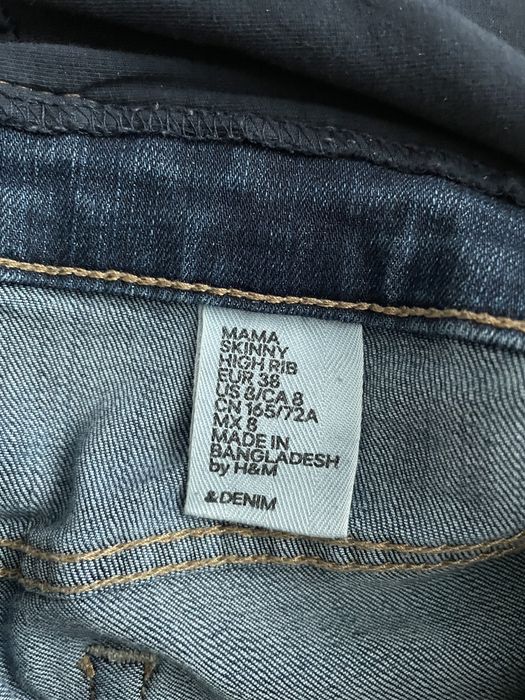 MAMA
SKINNY
HIGH RIB
EUR 38
US 8/CA 8
CN 165/72A
MX 8
MADE IN
BANGLADESH
by H&M
&DENIM